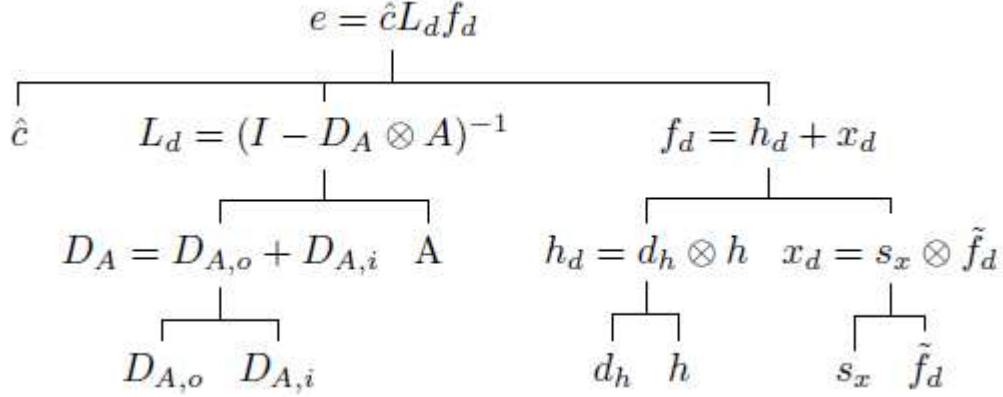 e = ĉL_d f_d
ĉ L_d = (I − D_A ⊗ A)^{−1} f_d = h_d + x_d
D_A = D_{A,o} + D_{A,i} A h_d = d_h ⊗ h x_d = s_x ⊗ f̃_d
D_{A,o} D_{A,i} d_h h s_x f̃_d